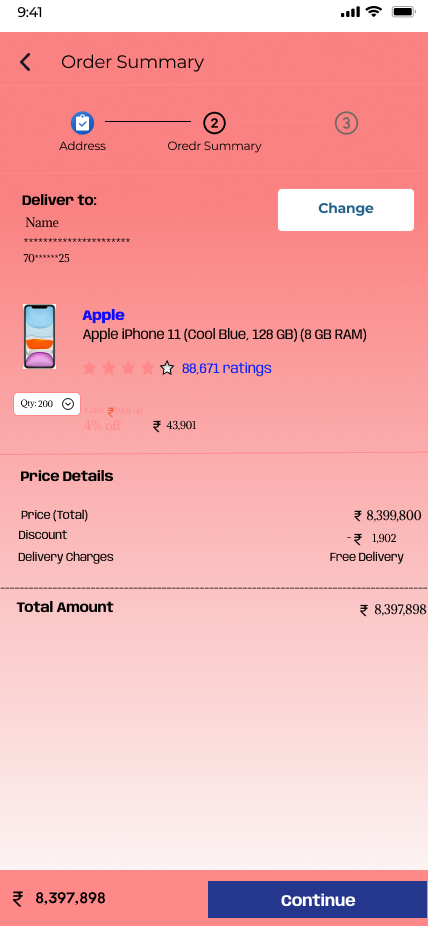 9:41
Order Summary
2 3
Address Oredr Summary
Deliver to:
Change
Name
**********************
70******25
Apple
Apple iPhone 11 (Cool Blue, 128 GB) (8 GB RAM)
88,671 ratings
Qty: 200
Extra ₹ 1901 off
4% off ₹ 43,901
Price Details
Price (Total) ₹ 8,399,800
Discount - ₹ 1,902
Delivery Charges Free Delivery
Total Amount ₹ 8,397,898
₹ 8,397,898 Continue